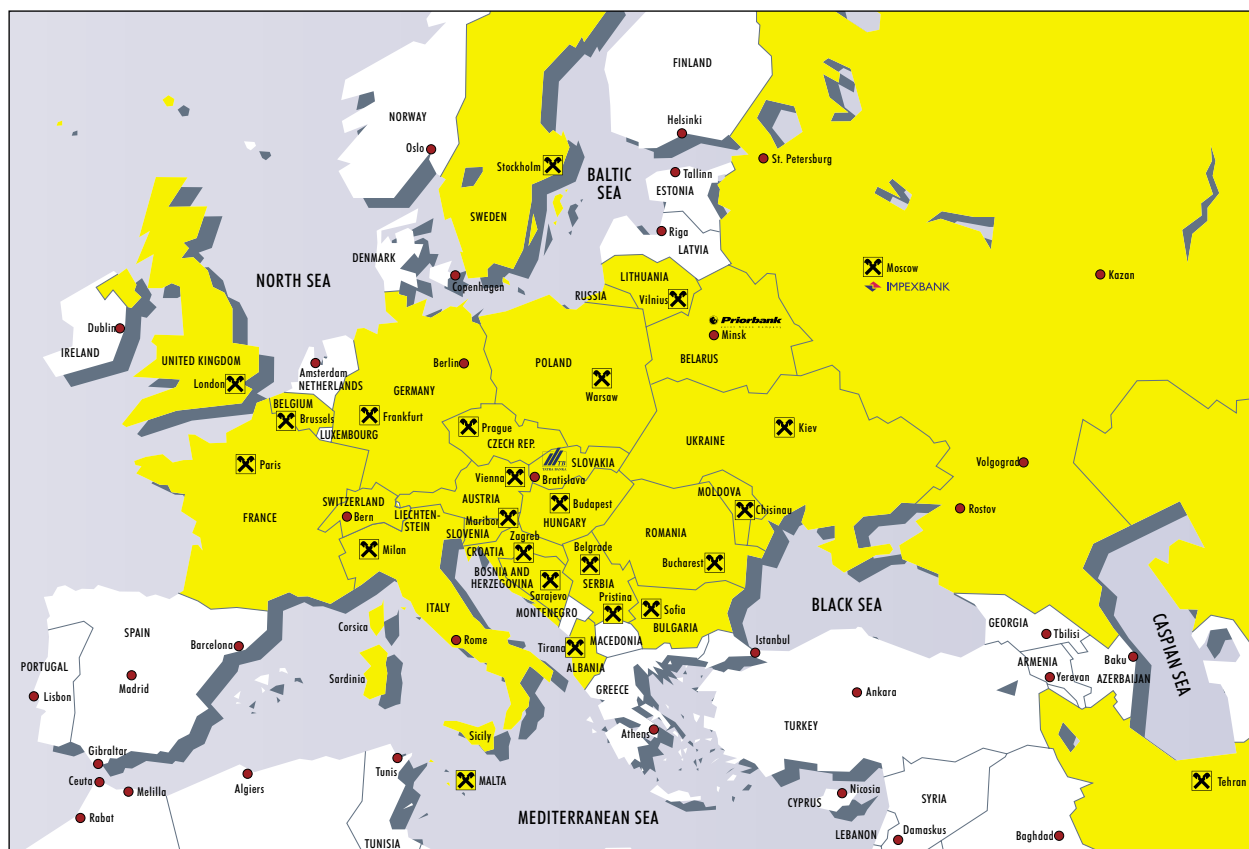 FINLAND
NORWAY
Helsinki
Oslo
St. Petersburg
Stockholm
BALTIC
SEA
Tallinn
ESTONIA
SWEDEN
Riga
LATVIA
DENMARK
NORTH SEA
Copenhagen
LITHUANIA
Moscow
IMPEXBANK
Kazan
RUSSIA
Vilnius
Priorbank
Dublin
Minsk
IRELAND
UNITED KINGDOM
London
Amsterdam
NETHERLANDS
Berlin
GERMANY
POLAND
Warsaw
BELARUS
BELGIUM
Brussels
LUXEMBOURG
Frankfurt
Prague
CZECH REP.
Kiev
UKRAINE
Paris
TB
TATRA BANKA
SLOVAKIA
Volgograd
Vienna
Bratislava
FRANCE
SWITZERLAND
Bern
LIECHTEN-
STEIN
AUSTRIA
Budapest
HUNGARY
MOLDOVA
Chisinau
Rostov
Maribor
SLOVENIA
Zagreb
CROATIA
Milan
ROMANIA
Belgrade
SERBIA
Bucharest
BOSNIA AND
HERZEGOVINA
Sarajevo
Pristina
MONTENEGRO
Sofia
BULGARIA
BLACK SEA
CASPIAN SEA
ITALY
Corsica
Rome
SPAIN
Barcelona
MACEDONIA
Tirana
ALBANIA
Istanbul
GEORGIA
Tbilisi
ARMENIA
Yerevan
Baku
AZERBAIJAN
PORTUGAL
Lisbon
Madrid
Sardinia
GREECE
Ankara
TURKEY
Athens
Sicily
Gibraltar
Ceuta
Melilla
Algiers
Tunis
MALTA
Rabat
TUNISIA
MEDITERRANEAN SEA
CYPRUS
Nicosia
SYRIA
LEBANON
Damaskus
Baghdad
Tehran